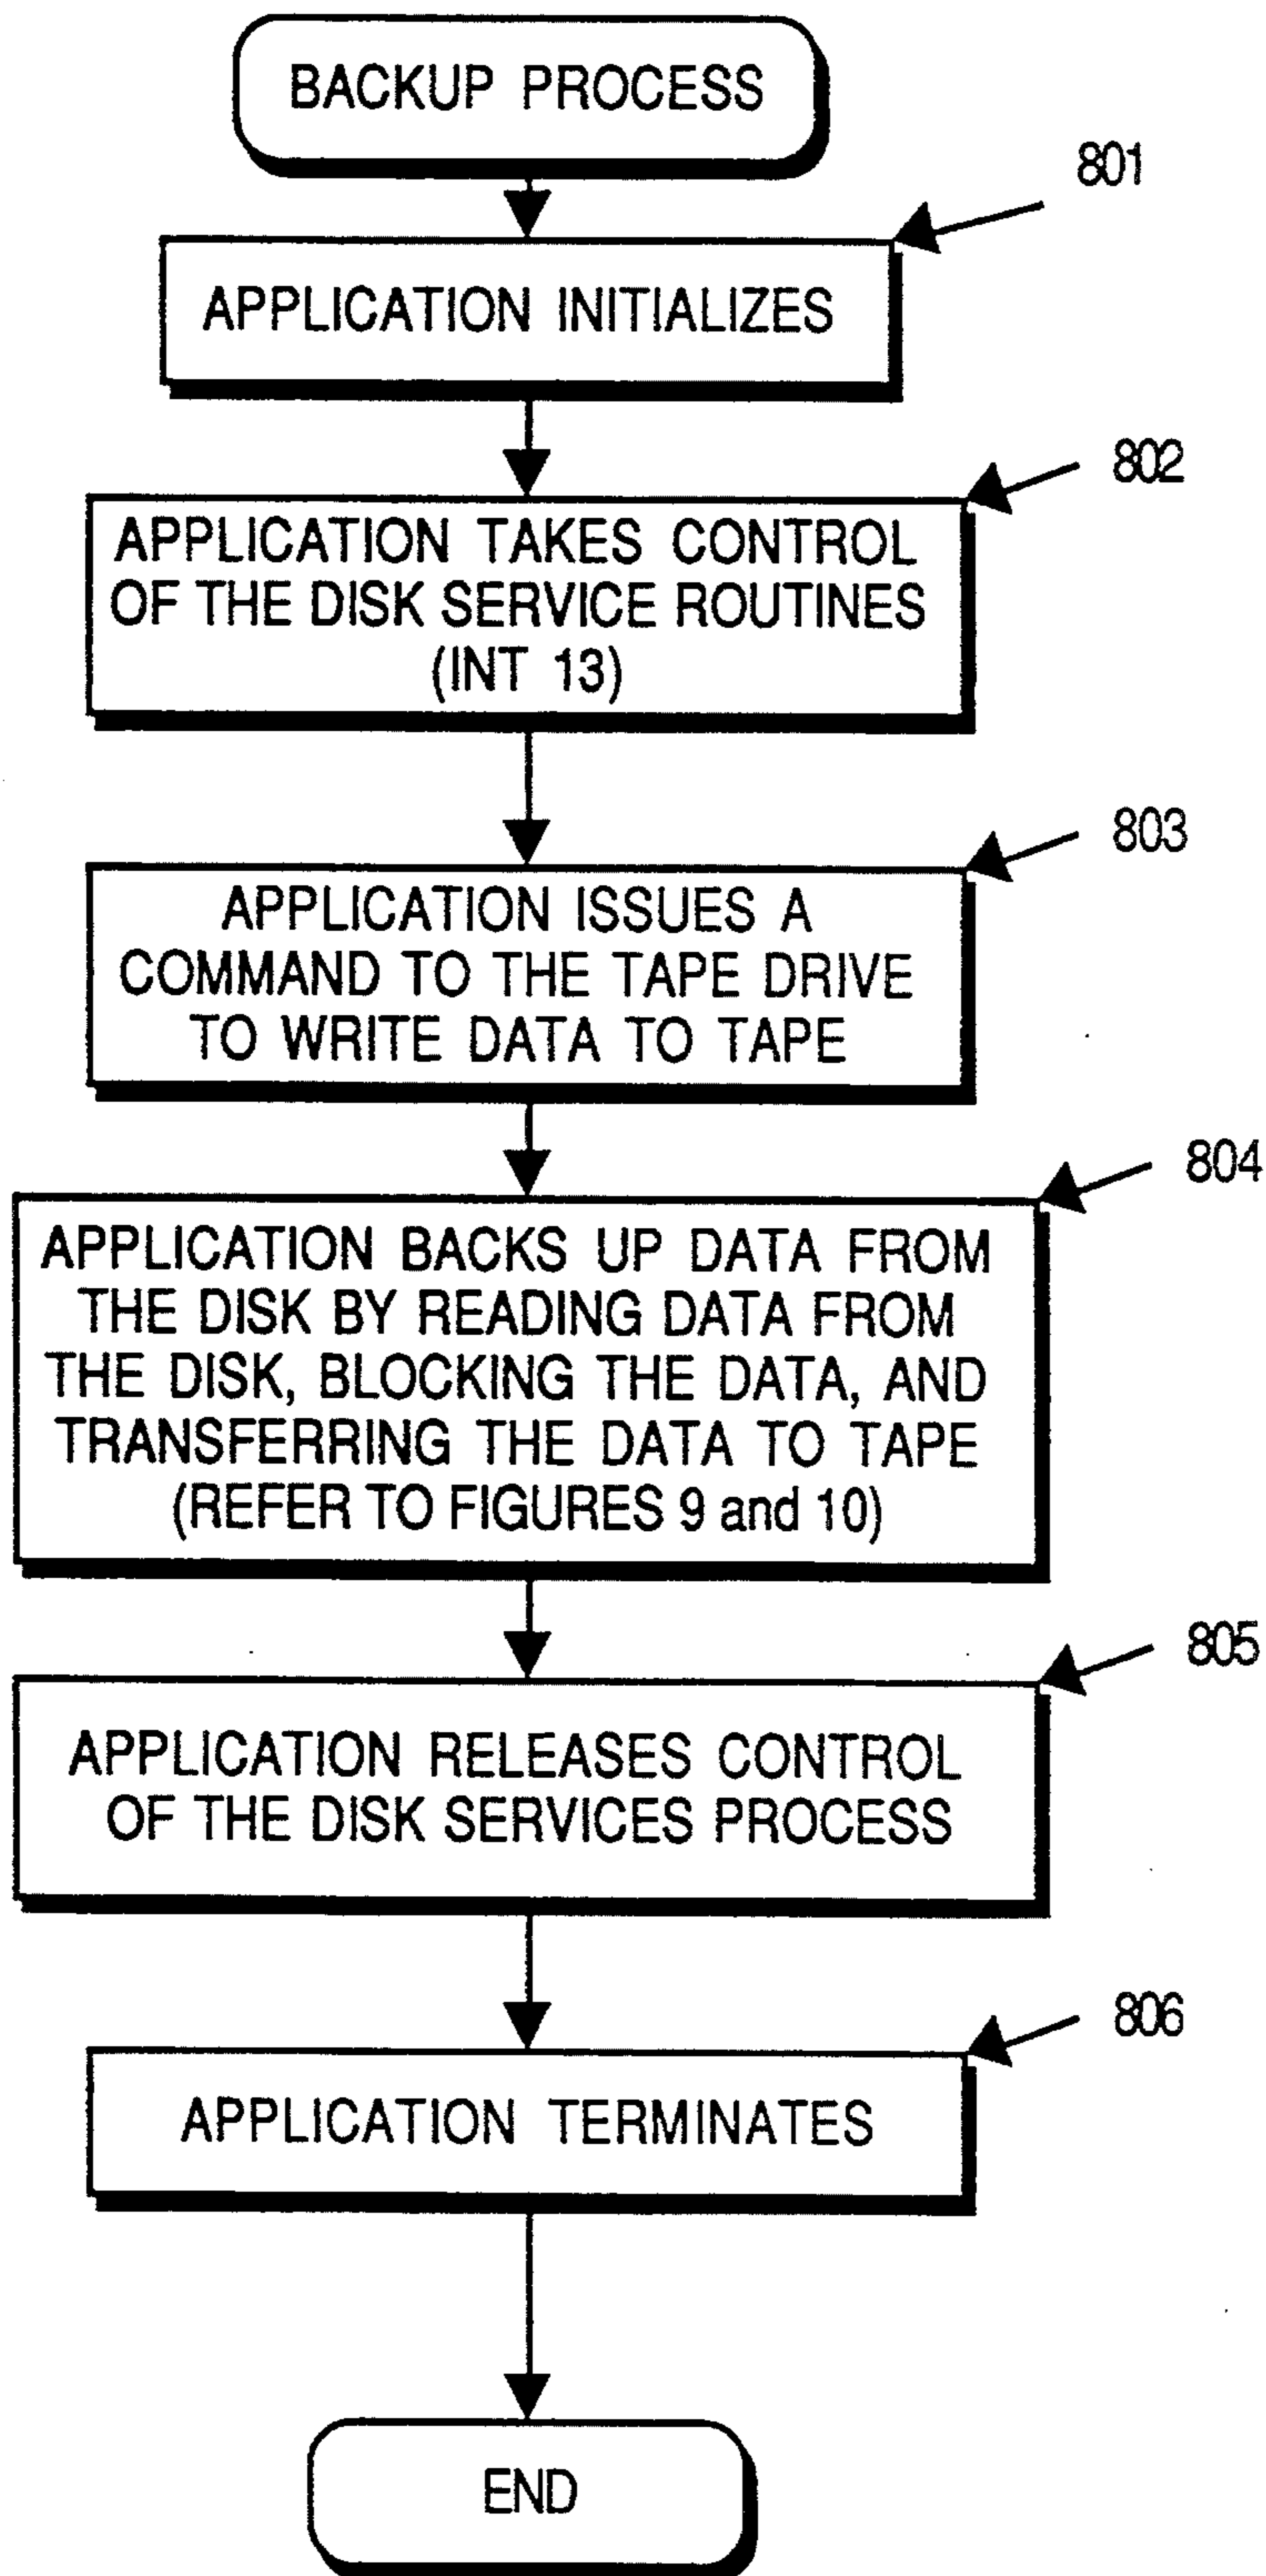 BACKUP PROCESS
801
APPLICATION INITIALIZES
802
APPLICATION TAKES CONTROL
OF THE DISK SERVICE ROUTINES
(INT 13)
803
APPLICATION ISSUES A
COMMAND TO THE TAPE DRIVE
TO WRITE DATA TO TAPE
804
APPLICATION BACKS UP DATA FROM
THE DISK BY READING DATA FROM
THE DISK, BLOCKING THE DATA, AND
TRANSFERRING THE DATA TO TAPE
(REFER TO FIGURES 9 and 10)
805
APPLICATION RELEASES CONTROL
OF THE DISK SERVICES PROCESS
806
APPLICATION TERMINATES
END